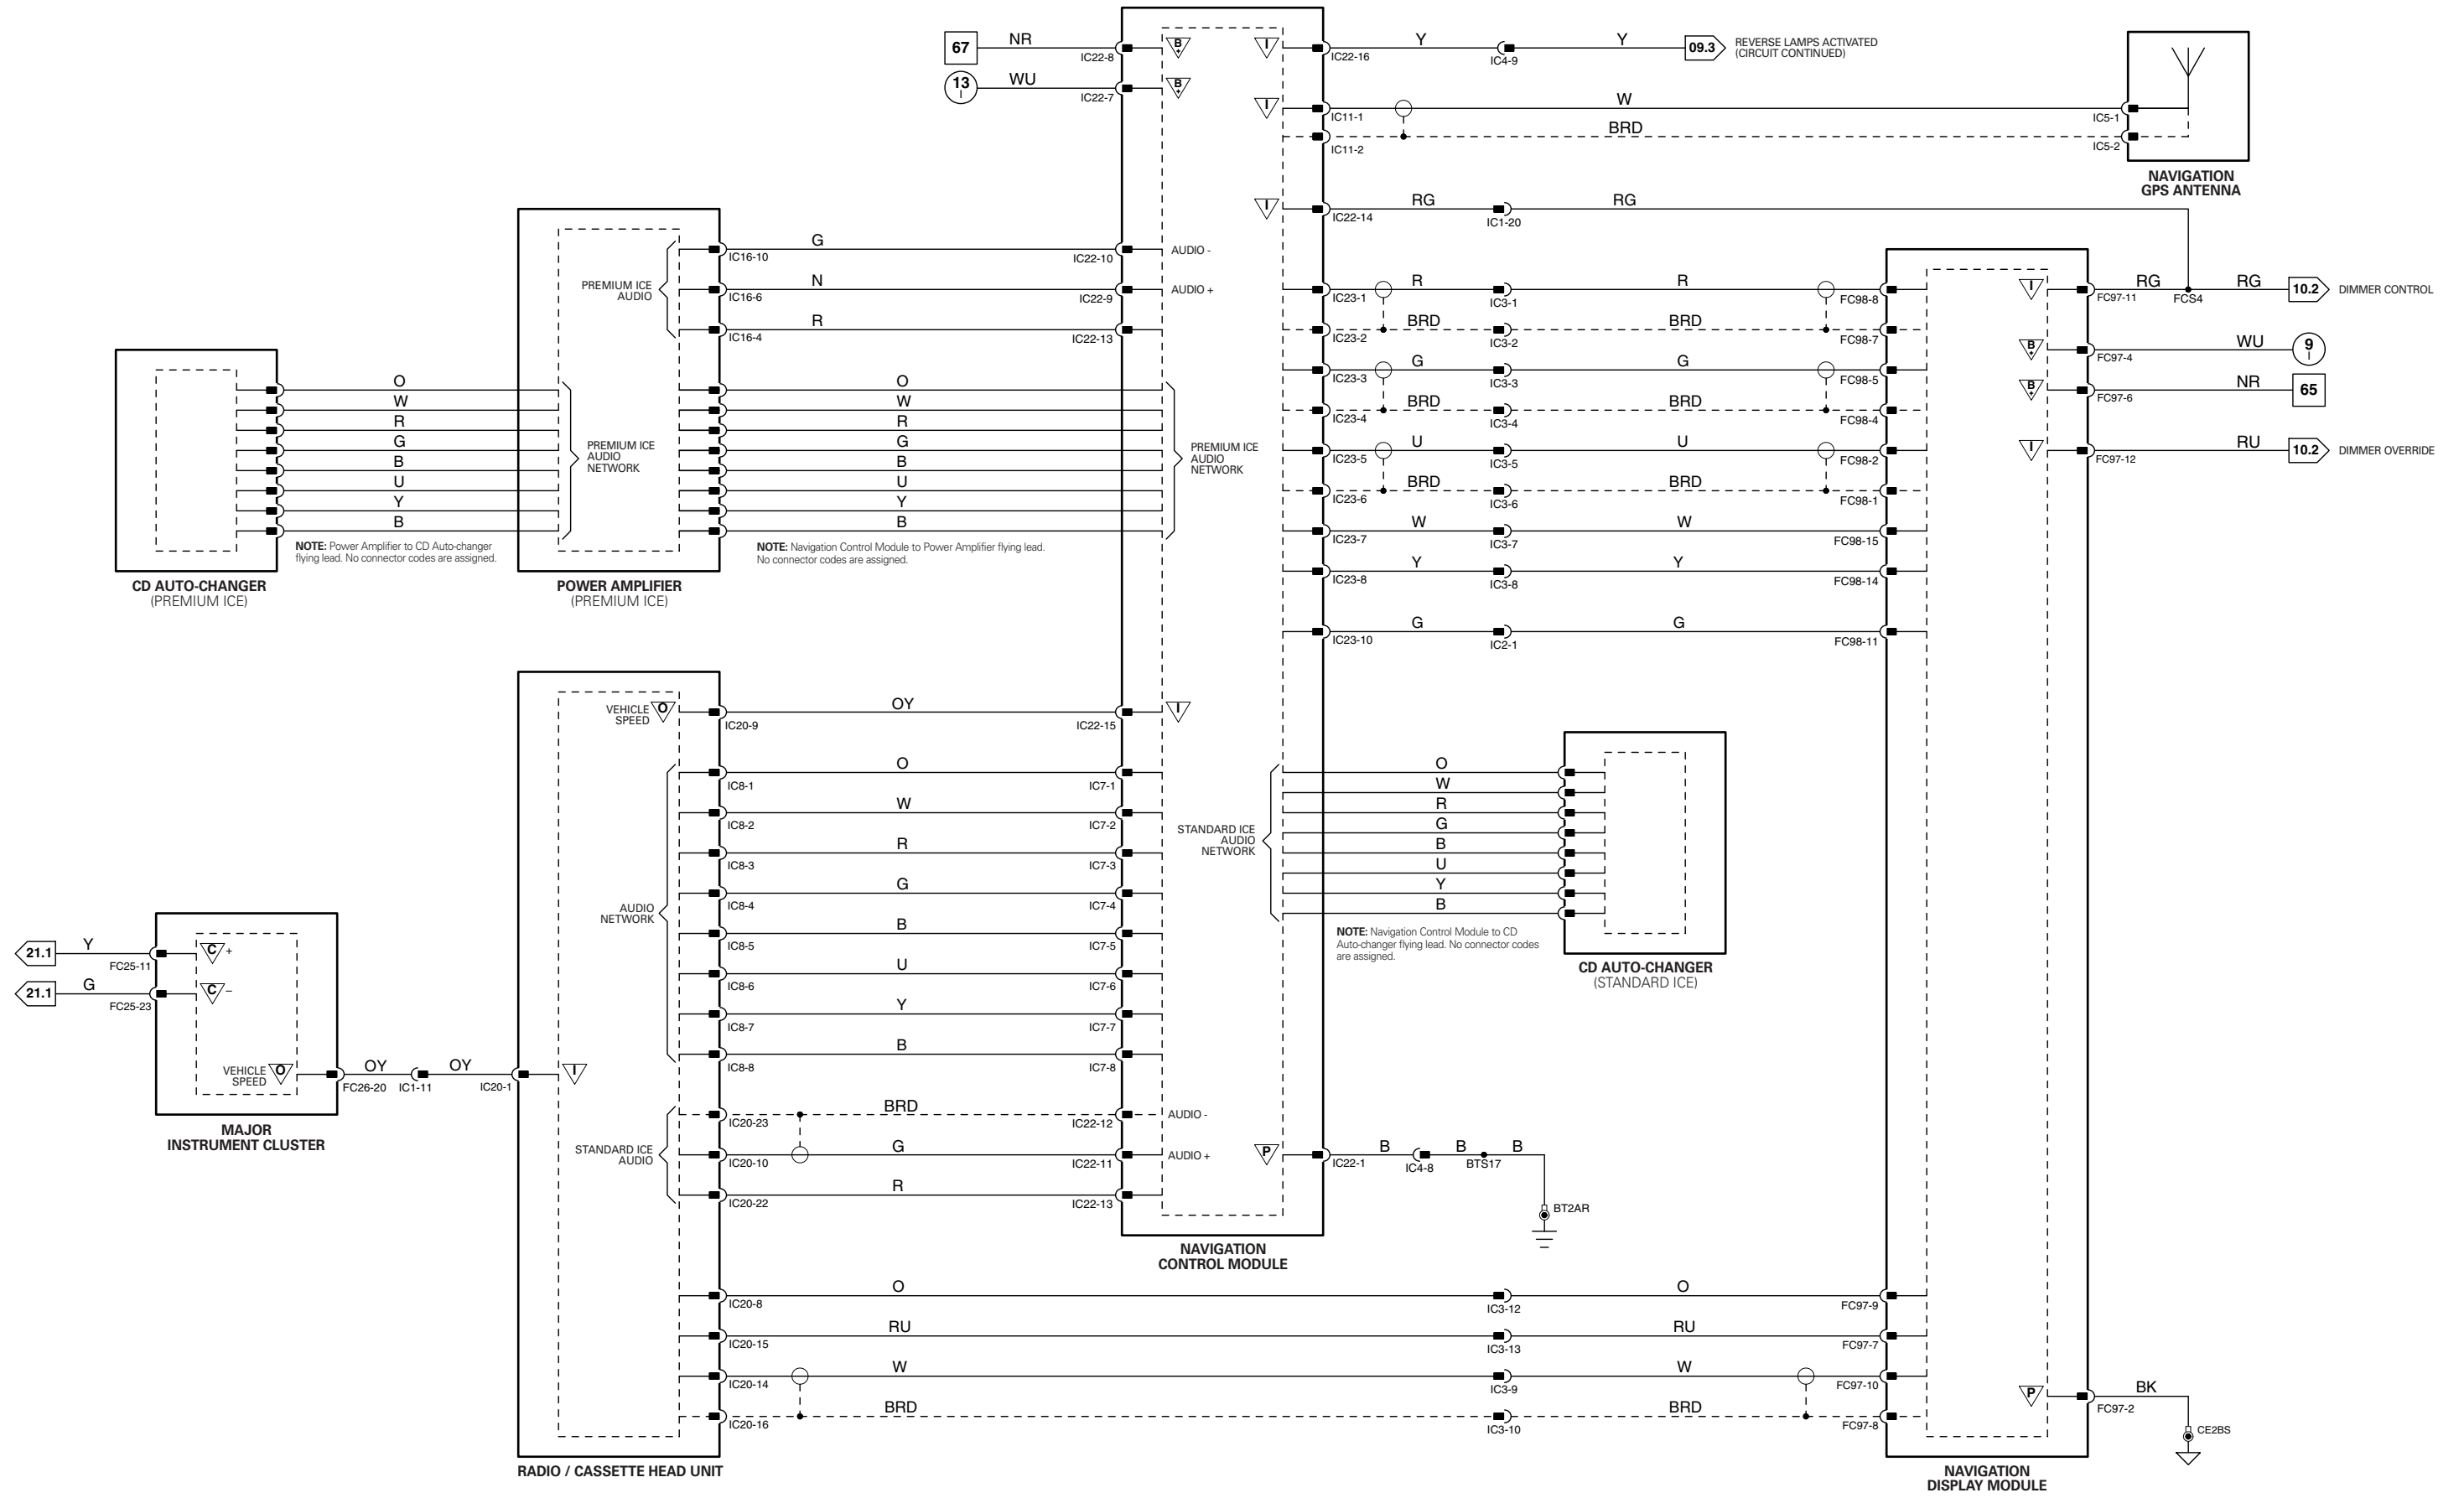 67
NR
IC22-8
B
+
13
I
WU
IC22-7
B
+
I
IC22-16
Y
IC4-9
Y
09.3
REVERSE LAMPS ACTIVATED
(CIRCUIT CONTINUED)
I
IC11-1
W
IC5-1
IC11-2
BRD
IC5-2
NAVIGATION
GPS ANTENNA
I
IC22-14
RG
IC1-20
RG
IC16-10
G
IC22-10
AUDIO -
PREMIUM ICE
AUDIO
IC16-6
N
IC22-9
AUDIO +
IC16-4
R
IC22-13
IC23-1
R
IC3-1
R
FC98-8
IC23-2
BRD
IC3-2
BRD
FC98-7
IC23-3
G
IC3-3
G
FC98-5
IC23-4
BRD
IC3-4
BRD
FC98-4
IC23-5
U
IC3-5
U
FC98-2
IC23-6
BRD
IC3-6
BRD
FC98-1
IC23-7
W
IC3-7
W
FC98-15
IC23-8
Y
IC3-8
Y
FC98-14
IC23-10
G
IC2-1
G
FC98-11
I
FC97-11
RG
FCS4
RG
10.2
DIMMER CONTROL
B
+
FC97-4
WU
9
I
B
+
FC97-6
NR
65
I
FC97-12
RU
10.2
DIMMER OVERRIDE
O
W
R
G
B
U
Y
B
NOTE: Power Amplifier to CD Auto-changer
flying lead. No connector codes are assigned.
CD AUTO-CHANGER
(PREMIUM ICE)
PREMIUM ICE
AUDIO
NETWORK
POWER AMPLIFIER
(PREMIUM ICE)
O
W
R
G
B
U
Y
B
NOTE: Navigation Control Module to Power Amplifier flying lead.
No connector codes are assigned.
PREMIUM ICE
AUDIO
NETWORK
VEHICLE
SPEED
O
IC20-9
OY
IC22-15
I
IC8-1
O
IC7-1
IC8-2
W
IC7-2
IC8-3
R
IC7-3
IC8-4
G
IC7-4
AUDIO
NETWORK
IC8-5
B
IC7-5
IC8-6
U
IC7-6
IC8-7
Y
IC7-7
IC8-8
B
IC7-8
IC20-23
BRD
IC22-12
AUDIO -
STANDARD ICE
AUDIO
IC20-10
G
IC22-11
AUDIO +
IC20-22
R
IC22-13
STANDARD ICE
AUDIO
NETWORK
O
W
R
G
B
U
Y
B
NOTE: Navigation Control Module to CD
Auto-changer flying lead. No connector codes
are assigned.
CD AUTO-CHANGER
(STANDARD ICE)
21.1
Y
FC25-11
C
+
21.1
G
FC25-23
C
–
VEHICLE
SPEED
O
FC26-20
OY
IC1-11
OY
IC20-1
I
MAJOR
INSTRUMENT CLUSTER
P
IC22-1
B
IC4-8
B
BTS17
B
BT2AR
NAVIGATION
CONTROL MODULE
IC20-8
O
IC3-12
O
FC97-9
IC20-15
RU
IC3-13
RU
FC97-7
IC20-14
W
IC3-9
W
FC97-10
IC20-16
BRD
IC3-10
BRD
FC97-8
P
FC97-2
BK
CE2BS
RADIO / CASSETTE HEAD UNIT
NAVIGATION
DISPLAY MODULE